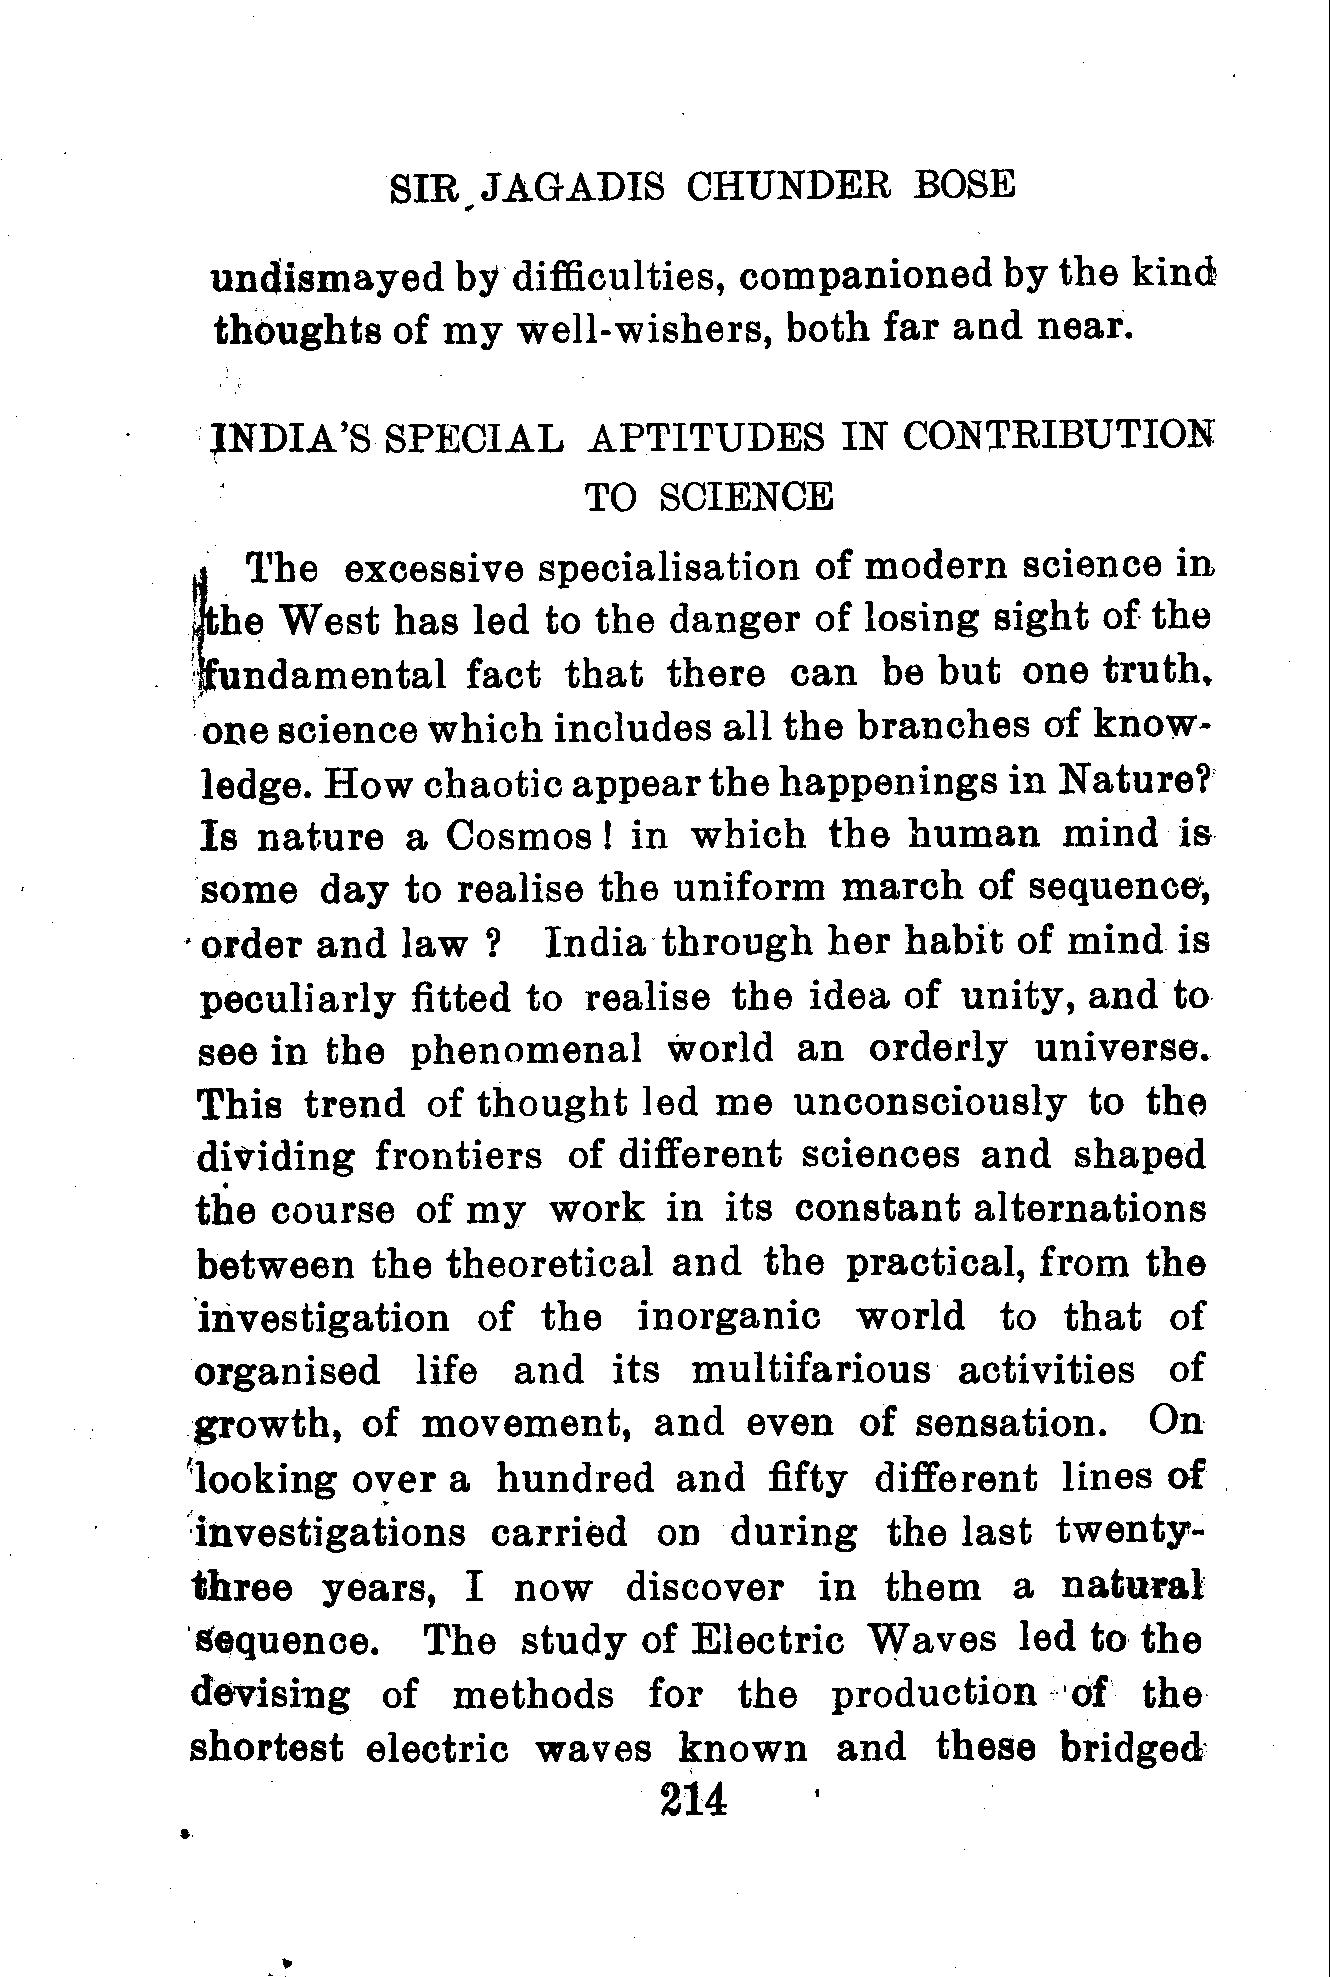 SIR JAGADIS CHUNDER BOSE
undismayed by difficulties, companioned by the kind
thoughts of my well-wishers, both far and near.
INDIA'S SPECIAL APTITUDES IN CONTRIBUTION
TO SCIENCE
The excessive specialisation of modern science in
the West has led to the danger of losing sight of the
fundamental fact that there can be but one truth,
one science which includes all the branches of know-
ledge. How chaotic appear the happenings in Nature?
Is nature a Cosmos! in which the human mind is
some day to realise the uniform march of sequence,
order and law ? India through her habit of mind is
peculiarly fitted to realise the idea of unity, and to
see in the phenomenal world an orderly universe.
This trend of thought led me unconsciously to the
dividing frontiers of different sciences and shaped
the course of my work in its constant alternations
between the theoretical and the practical, from the
investigation of the inorganic world to that of
organised life and its multifarious activities of
growth, of movement, and even of sensation. On
looking over a hundred and fifty different lines of
investigations carried on during the last twenty-
three years, I now discover in them a natural
sequence. The study of Electric Waves led to the
devising of methods for the production of the
shortest electric waves known and these bridged
214